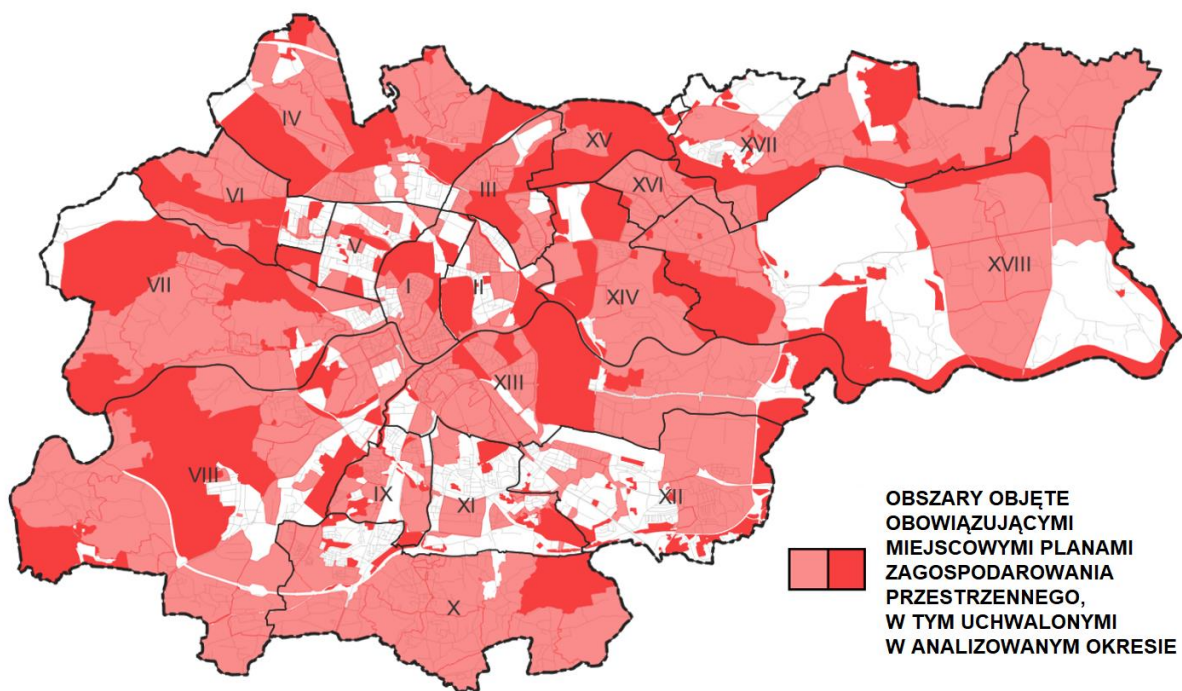 IV
XV
XVII
VI
III
XVI
V
VII
I
II
XIV
XVIII
XIII
VIII
IX
XI
XII
X
OBSZARY OBJĘTE
OBOWIĄZUJĄCYMI
MIEJSCOWYMI PLANAMI
ZAGOSPODAROWANIA
PRZESTRZENNEGO,
W TYM UCHWALONYMI
W ANALIZOWANYM OKRESIE